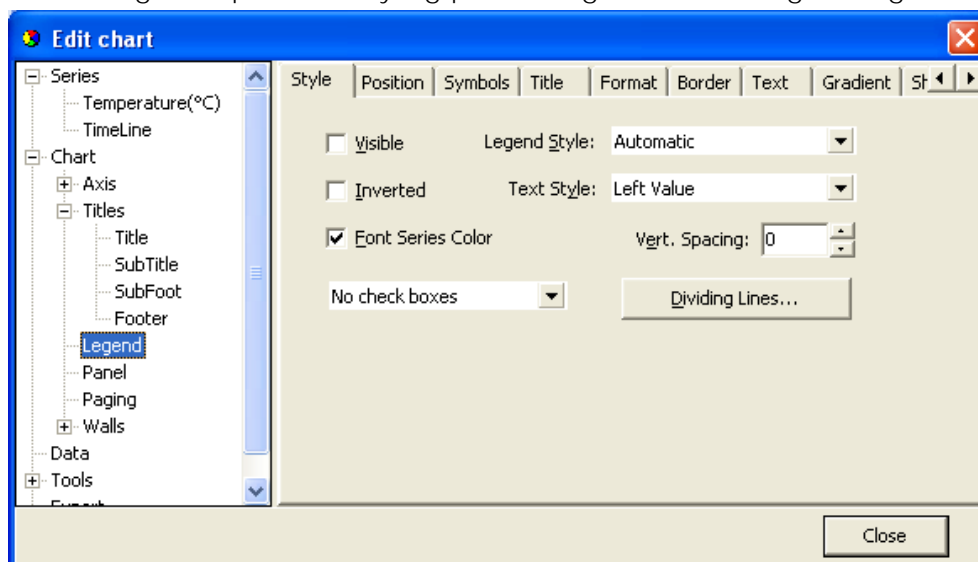 Edit chart
Series
Temperature(°C)
TimeLine
Chart
Axis
Titles
Title
SubTitle
SubFoot
Footer
Legend
Panel
Paging
Walls
Data
Tools
Style Position Symbols Title Format Border Text Gradient
Visible Legend Style: Automatic
Inverted Text Style: Left Value
Font Series Color Vert. Spacing: 0
No check boxes Dividing Lines...
Close